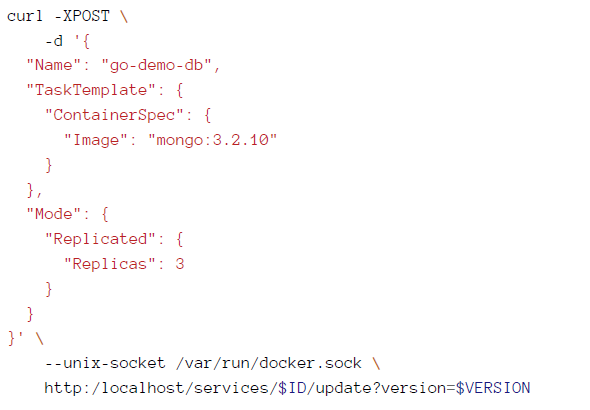 curl -XPOST \
    -d '{
  "Name": "go-demo-db",
  "TaskTemplate": {
    "ContainerSpec": {
      "Image": "mongo:3.2.10"
    }
  },
  "Mode": {
    "Replicated": {
      "Replicas": 3
    }
  }
}' \
    --unix-socket /var/run/docker.sock \
    http:/localhost/services/$ID/update?version=$VERSION